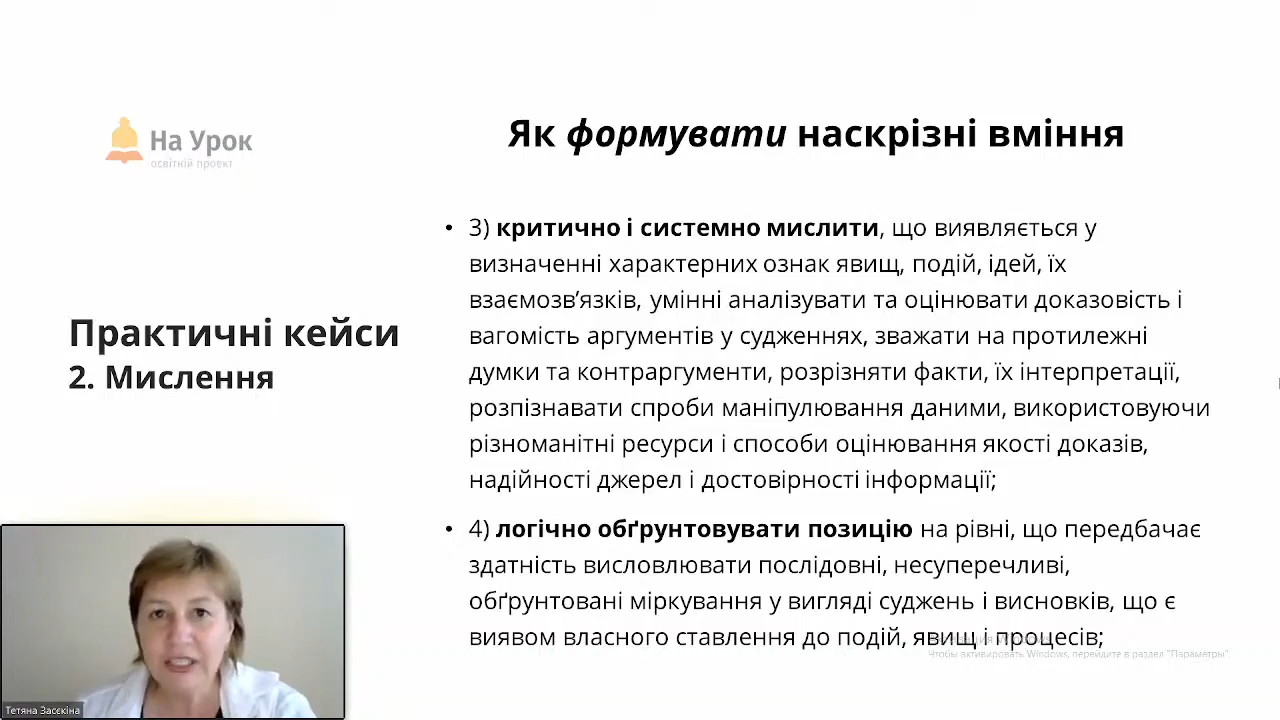 На Урок
освітній проект
Як формувати наскрізні вміння
Практичні кейси
2. Мислення
• 3) критично і системно мислити, що виявляється у
визначенні характерних ознак явищ, подій, ідей, їх
взаємозв’язків, умінні аналізувати та оцінювати доказовість і
вагомість аргументів у судженнях, зважати на протилежні
думки та контраргументи, розрізняти факти, їх інтерпретації,
розпізнавати спроби маніпулювання даними, використовуючи
різноманітні ресурси і способи оцінювання якості доказів,
надійності джерел і достовірності інформації;
• 4) логічно обґрунтовувати позицію на рівні, що передбачає
здатність висловлювати послідовні, несуперечливі,
обґрунтовані міркування у вигляді суджень і висновків, що є
виявом власного ставлення до подій, явищ і процесів;
Чтобы активировать Windows, перейдите в раздел "Параметры".
Тетяна Засєкіна